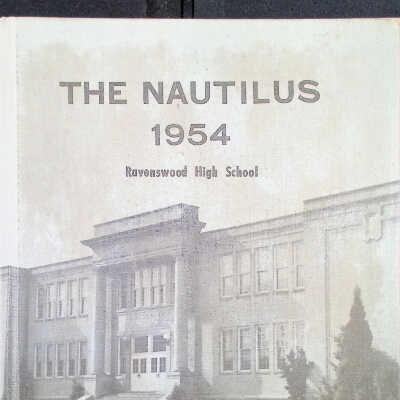 THE NAUTILUS
1954
Ravenswood High School